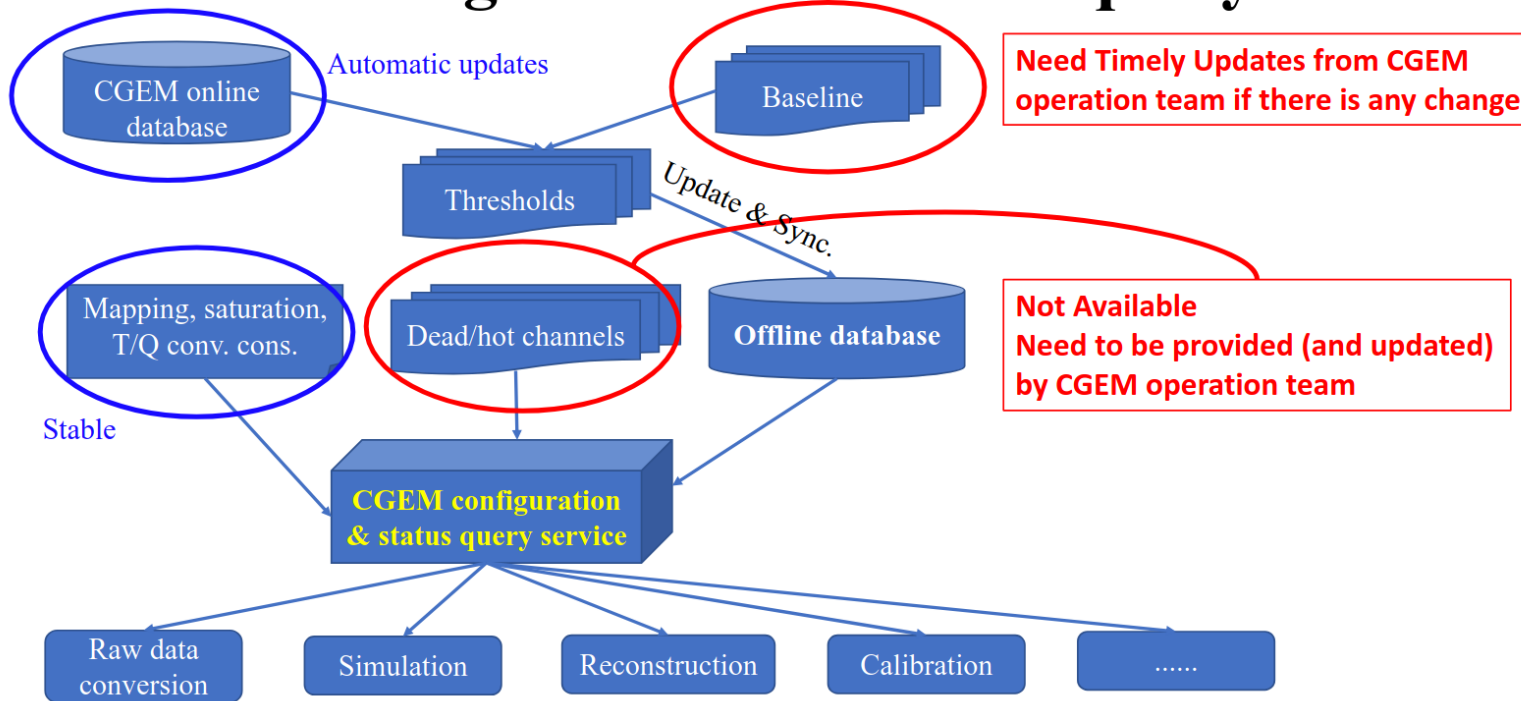 CGEM online
database
Automatic updates
Baseline
Need Timely Updates from CGEM
operation team if there is any change
Thresholds
Update & Sync.
Mapping, saturation,
T/Q conv. cons.
Dead/hot channels
Offline database
Not Available
Need to be provided (and updated)
by CGEM operation team
Stable
CGEM configuration
& status query service
Raw data
conversion
Simulation
Reconstruction
Calibration
......